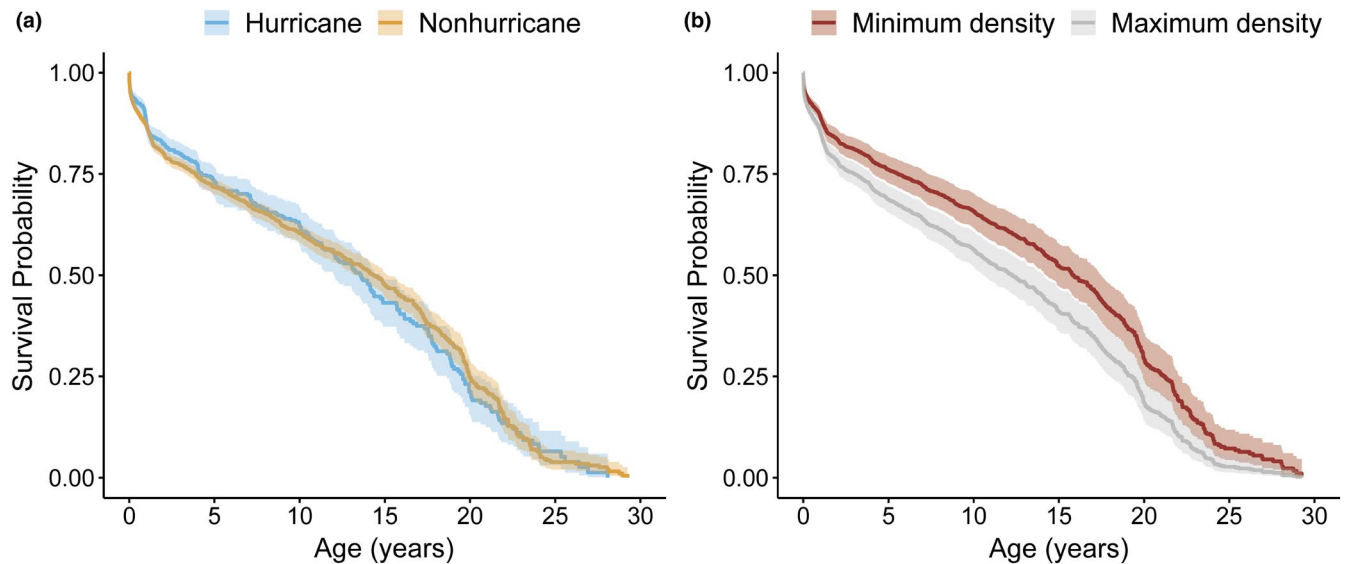 (a) Hurricane Nonhurricane
1.00
0.75
0.50
0.25
0.00
Survival Probability
0 5 10 15 20 25 30
Age (years)
(b) Minimum density Maximum density
1.00
0.75
0.50
0.25
0.00
Survival Probability
0 5 10 15 20 25 30
Age (years)